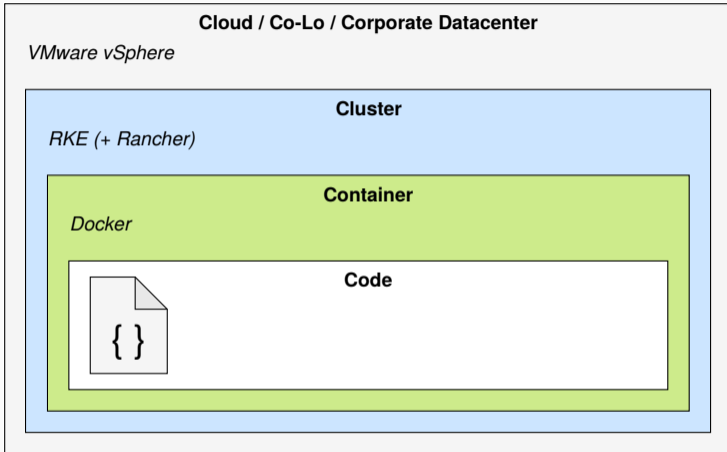 Cloud / Co-Lo / Corporate Datacenter
VMware vSphere
Cluster
RKE (+ Rancher)
Container
Docker
Code
{ }